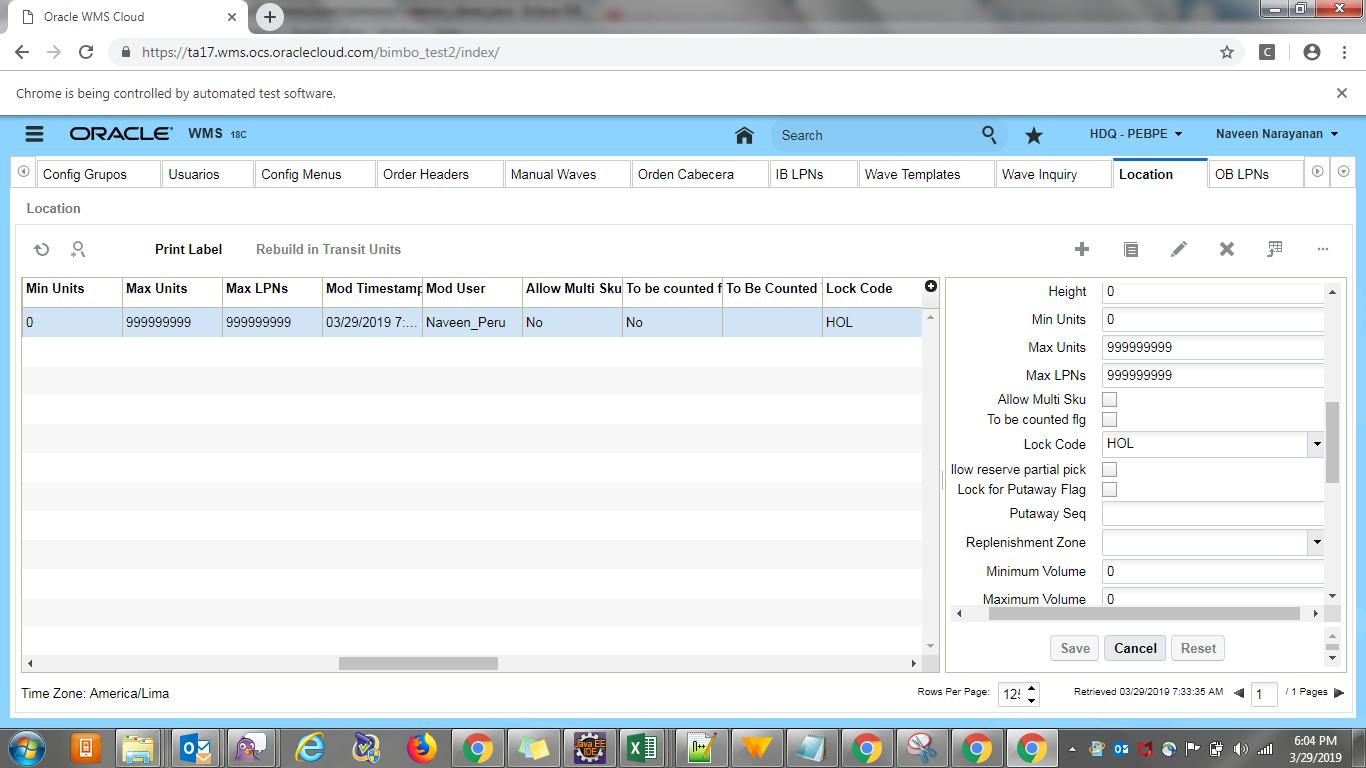 Oracle WMS Cloud
https://ta17.wms.ocs.oraclecloud.com/bimbo_test2/index/
C
Chrome is being controlled by automated test software.
ORACLE WMS 18C
Search
HDQ - PEBPE
Naveen Narayanan
Config Grupos
Usuarios
Config Menus
Order Headers
Manual Waves
Orden Cabecera
IB LPNs
Wave Templates
Wave Inquiry
Location
OB LPNs
Location
Print Label
Rebuild in Transit Units
Min Units Max Units Max LPNs Mod Timestamp Mod User Allow Multi Sku To be counted f To Be Counted Lock Code
0 999999999 999999999 03/29/2019 7:... Naveen_Peru No No HOL
Height 0
Min Units 0
Max Units 999999999
Max LPNs 999999999
Allow Multi Sku
To be counted flg
Lock Code HOL
llow reserve partial pick
Lock for Putaway Flag
Putaway Seq
Replenishment Zone
Minimum Volume 0
Maximum Volume 0
Save Cancel Reset
Time Zone: America/Lima
Rows Per Page:
Retrieved 03/29/2019 7:33:35 AM
1 / 1 Pages
Java EE
IDE
6:04 PM
3/29/2019